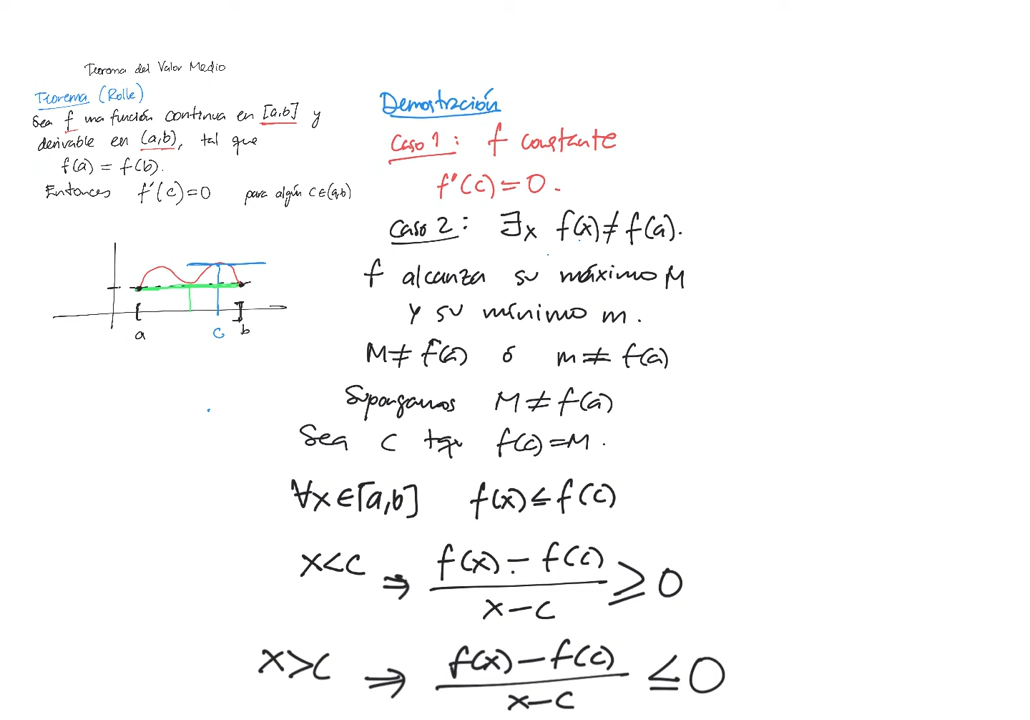 Teorema del Valor Medio
Teorema (Rolle)
Sea f una función continua en [a,b] y
derivable en (a,b), tal que
f(a) = f(b).
Entonces f'(c)=0 para algún c∈(a,b)
a c b
Demostración
Caso 1: f constante
f'(c)=0.
Caso 2: ∃x f(x)≠f(a).
f alcanza su máximo M
y su mínimo m.
M≠f(a) ó m≠f(a)
Supongamos M≠f(a)
Sea c tq f(c)=M.
∀x∈[a,b] f(x)≤f(c)
x<c ⇒ (f(x)-f(c))/(x-c) ≥ 0
x>c ⇒ (f(x)-f(c))/(x-c) ≤ 0